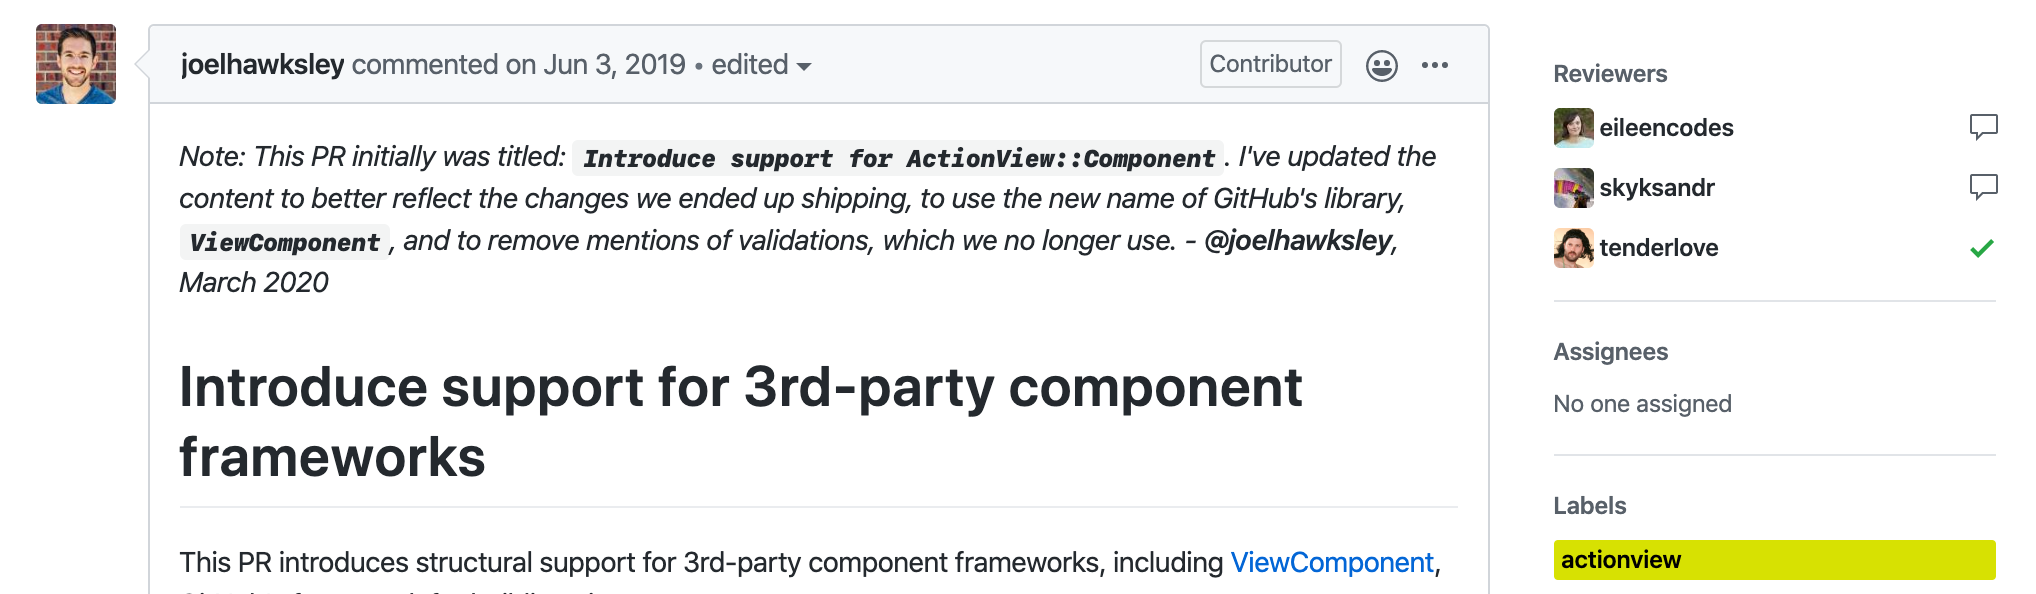 joelhawksley commented on Jun 3, 2019 • edited
Contributor
Note: This PR initially was titled: Introduce support for ActionView::Component. I've updated the
content to better reflect the changes we ended up shipping, to use the new name of GitHub's library,
ViewComponent, and to remove mentions of validations, which we no longer use. - @joelhawksley,
March 2020
Introduce support for 3rd-party component
frameworks
This PR introduces structural support for 3rd-party component frameworks, including ViewComponent,
Reviewers
eileencodes
skyksandr
tenderlove
Assignees
No one assigned
Labels
actionview